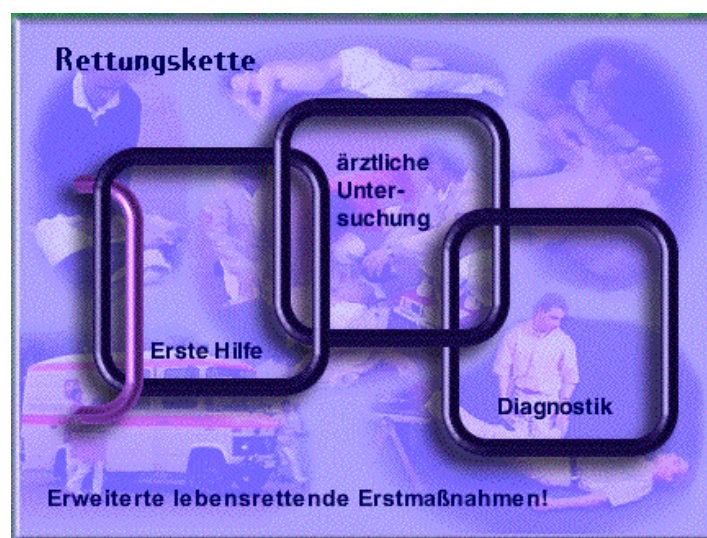 Rettungskette
ärztliche
Unter-
suchung
Erste Hilfe
Diagnostik
Erweiterte lebensrettende Erstmaßnahmen!